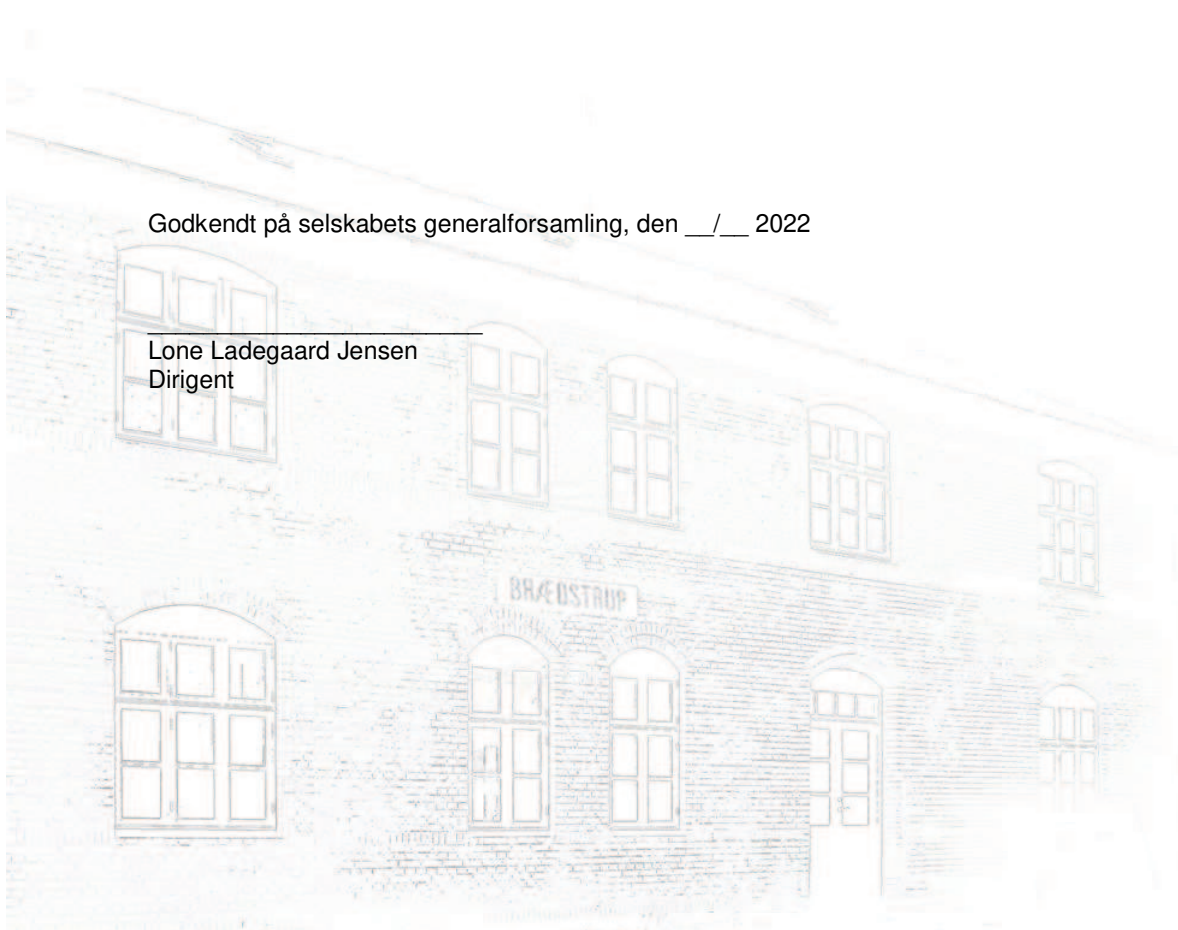 Godkendt på selskabets generalforsamling, den __/__ 2022
________________________
Lone Ladegaard Jensen
Dirigent
BRÆDSTRUP